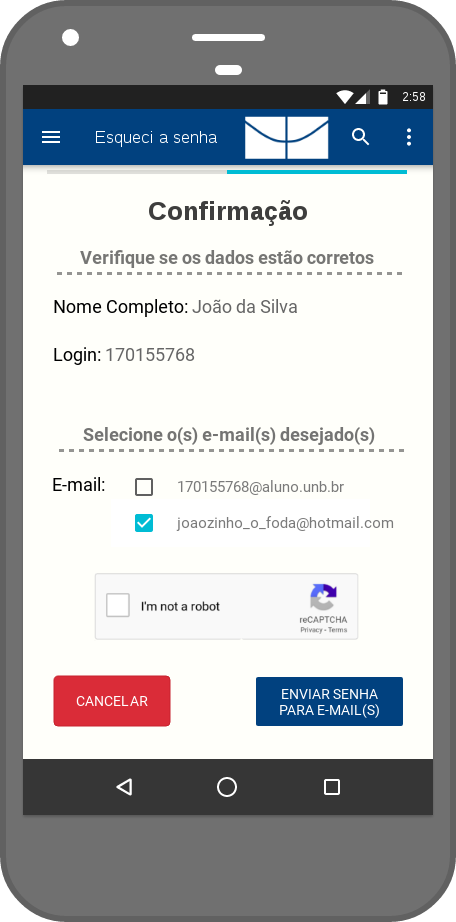 2:58
Esqueci a senha
Confirmação
Verifique se os dados estão corretos
Nome Completo: João da Silva
Login: 170155768
Selecione o(s) e-mail(s) desejado(s)
E-mail:
170155768@aluno.unb.br
joaozinho_o_foda@hotmail.com
I'm not a robot
reCAPTCHA
Privacy - Terms
CANCELAR
ENVIAR SENHA
PARA E-MAIL(S)